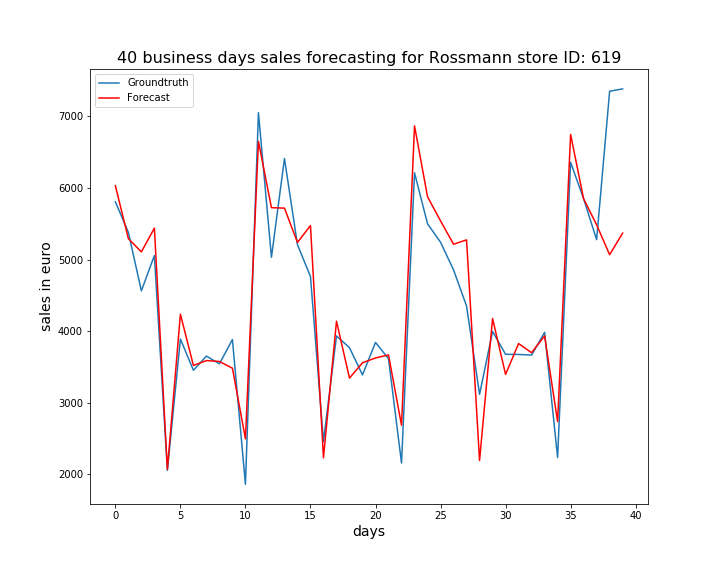 40 business days sales forecasting for Rossmann store ID: 619
Groundtruth
Forecast
sales in euro
7000
6000
5000
4000
3000
2000
0 5 10 15 20 25 30 35 40
days